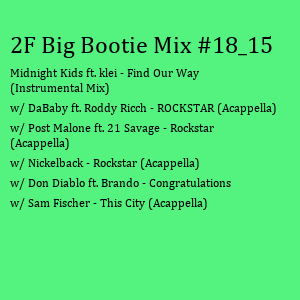 2F Big Bootie Mix #18_15
Midnight Kids ft. klei - Find Our Way
(Instrumental Mix)
w/ DaBaby ft. Roddy Ricch - ROCKSTAR (Acappella)
w/ Post Malone ft. 21 Savage - Rockstar
(Acappella)
w/ Nickelback - Rockstar (Acappella)
w/ Don Diablo ft. Brando - Congratulations
w/ Sam Fischer - This City (Acappella)